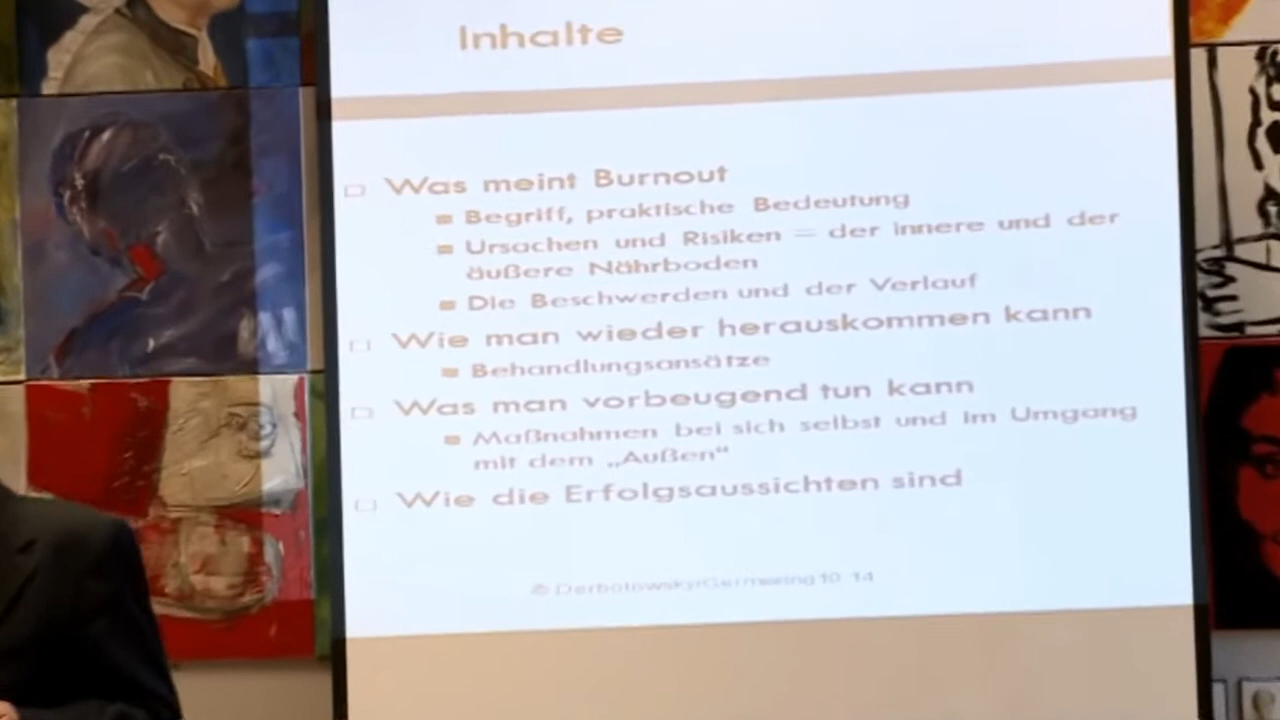 Inhalte
Was meint Burnout
Begriff, praktische Bedeutung
Ursachen und Risiken = der innere und der
äußere Nährboden
Die Beschwerden und der Verlauf
Wie man wieder herauskommen kann
Behandlungsansätze
Was man vorbeugend tun kann
Maßnahmen bei sich selbst und im Umgang
mit dem „Außen“
Wie die Erfolgsaussichten sind
© 10 14